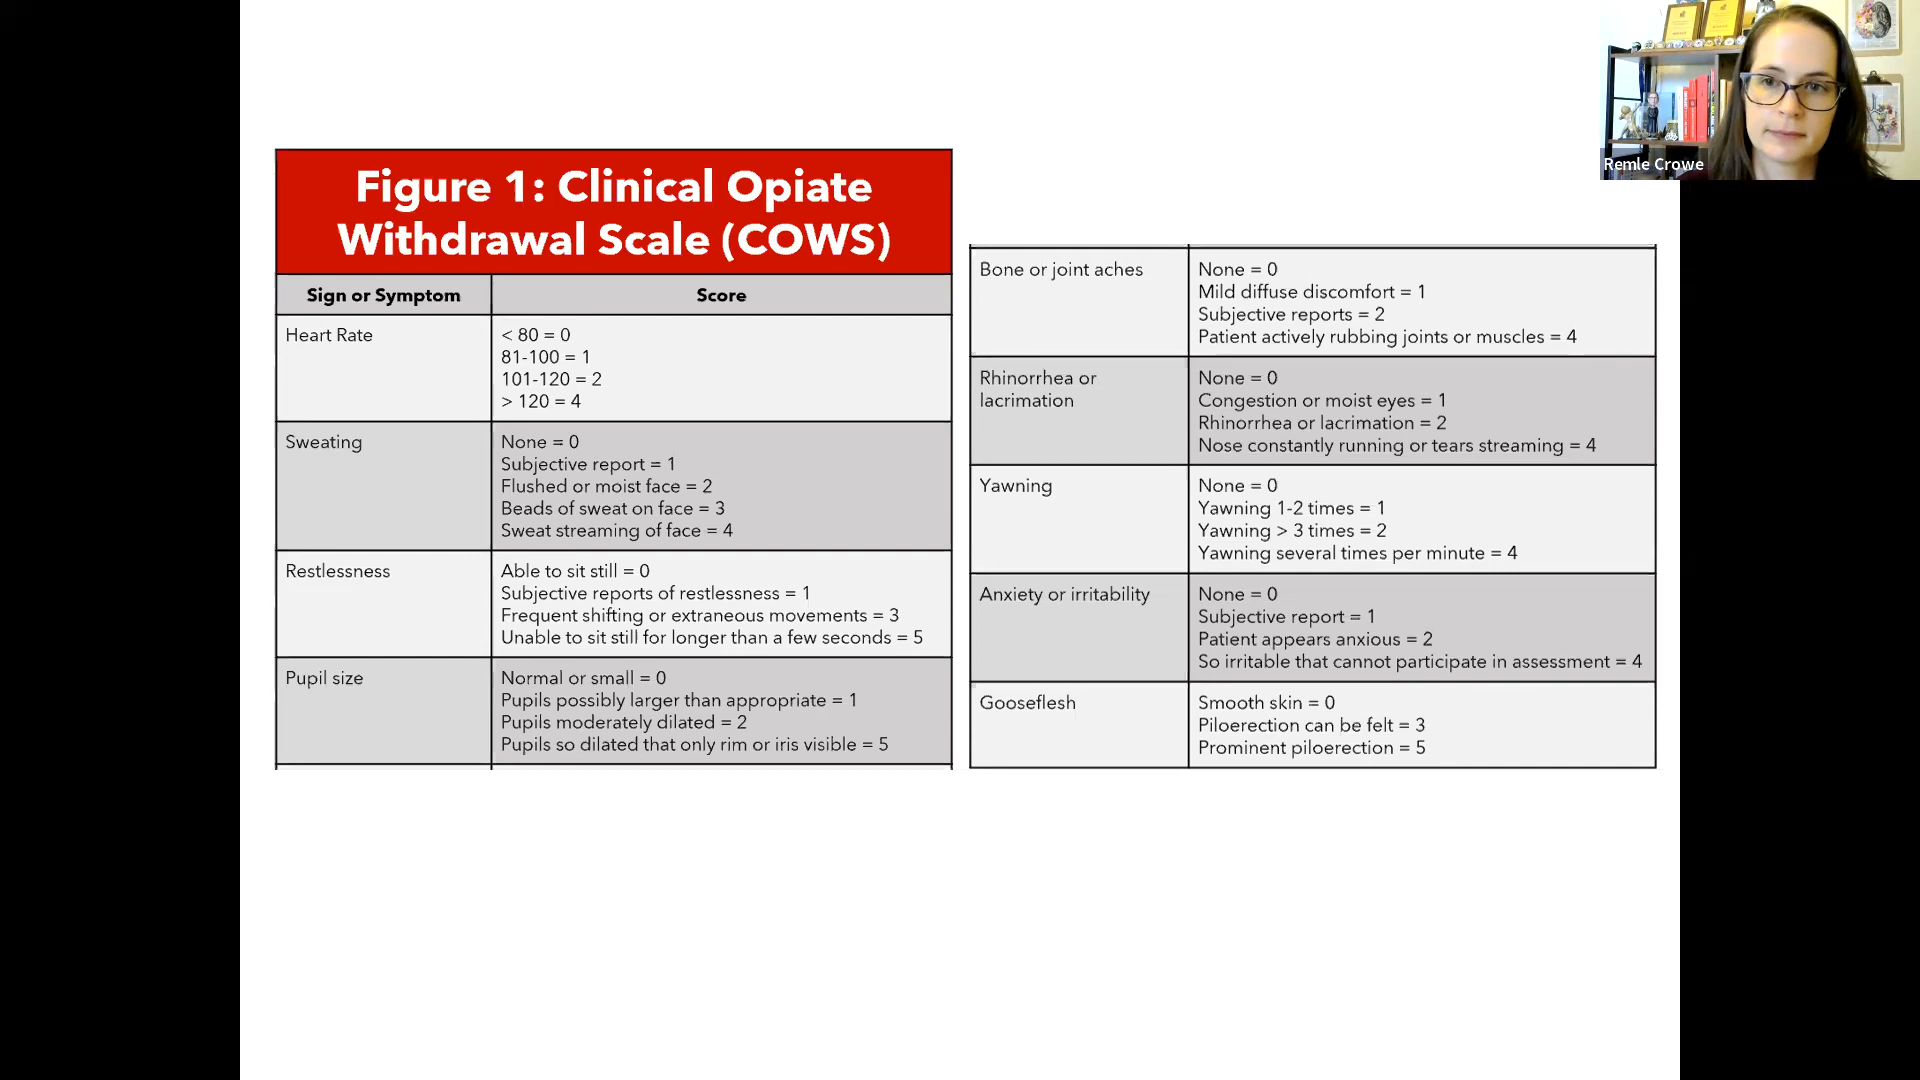 Remle Crowe
Figure 1: Clinical Opiate
Withdrawal Scale (COWS)
Sign or Symptom
Score
Heart Rate
< 80 = 0
81-100 = 1
101-120 = 2
> 120 = 4
Sweating
None = 0
Subjective report = 1
Flushed or moist face = 2
Beads of sweat on face = 3
Sweat streaming of face = 4
Restlessness
Able to sit still = 0
Subjective reports of restlessness = 1
Frequent shifting or extraneous movements = 3
Unable to sit still for longer than a few seconds = 5
Pupil size
Normal or small = 0
Pupils possibly larger than appropriate = 1
Pupils moderately dilated = 2
Pupils so dilated that only rim or iris visible = 5
Bone or joint aches
None = 0
Mild diffuse discomfort = 1
Subjective reports = 2
Patient actively rubbing joints or muscles = 4
Rhinorrhea or
lacrimation
None = 0
Congestion or moist eyes = 1
Rhinorrhea or lacrimation = 2
Nose constantly running or tears streaming = 4
Yawning
None = 0
Yawning 1-2 times = 1
Yawning > 3 times = 2
Yawning several times per minute = 4
Anxiety or irritability
None = 0
Subjective report = 1
Patient appears anxious = 2
So irritable that cannot participate in assessment = 4
Gooseflesh
Smooth skin = 0
Piloerection can be felt = 3
Prominent piloerection = 5